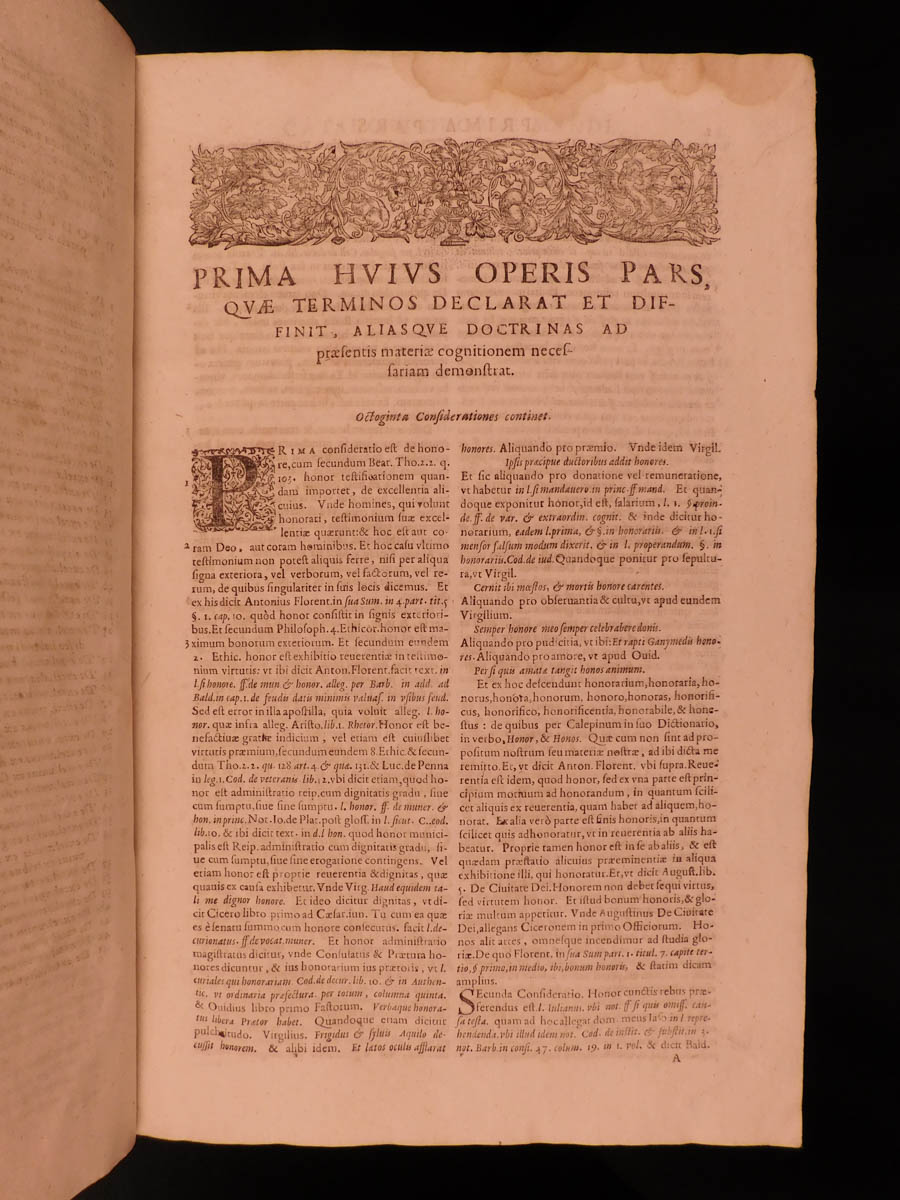 PRIMA HVIVS OPERIS PARS,
QVÆ TERMINOS DECLARAT ET DIF-
FINIT, ALIASQVE DOCTRINAS AD
præsentis materiæ cognitionem neces-
sariam demonstrat.
Octoginta Considerationes continet.
PRIMA consideratio est de hono-
re, cum secundum Bear. Tho. 2.2. q.
1 103. honor testificationem quan-
dam importet, de excellentia ali-
cuius. Vnde homines, qui volunt
honorati, testimonium suæ excel-
lentiæ quærunt: & hoc est aut co-
2 ram Deo, aut coram hominibus. Et hoc casu vltimo
testimonium non potest aliquis ferre, nisi per aliqua
signa exteriora, vel verborum, vel factorum, vel re-
rum, de quibus singulariter in suis locis dicemus. Et
ex his dicit Antonius Florent. in sua Sum. in 4 part. tit. 5
§. 1. cap. 10. quòd honor consistit in signis exteriori-
bus. Et secundum Philosoph. 4. Ethicor. honor est ma-
3 ximum bonorum exteriorum. Et secundum eundem
2. Ethic. honor est exhibitio reuerentiæ in testimo-
nium virtutis: vt ibi dicit Anton. Florent. facit text. in
l. si honore. ff. de mun & honor. alleg. per Barb. in add. ad
Bald. in cap. 1. de feudis datis minimis valuas. in vsibus feud.
Sed est error in illa apostilla, quia voluit alleg. l. ho-
nor. quæ infra alleg. Aristo. lib. 1. Rhetor. Honor est be-
nefactiuæ gratiæ indicium, vel etiam est cuiuslibet
virtutis præmium, secundum eundem 8. Ethic & secun-
dum Tho. 2.2. qu. 128 art. 4. & quæ. 131. & Luc. de Penna
in leg. 1. Cod. de veteranis lib. 12. vbi dicit etiam, quod ho-
nor est administratio reip. cum dignitatis gradu, siue
cum sumptu, siue sine sumptu. l. honor. ff. de muner. &
hon. in princ. Not. Io. de Plat. post gloss. in l. sicut. C. cod.
lib. 10. & ibi dicit text. in d. l hon. quod honor munici-
palis est Reip. administratio cum dignitatis gradu, si-
ue cum sumptu, siue sine erogatione contingens. Vel
etiam honor est propriè reuerentia & dignitas, quæ
quanis ex causa exhibetur. Vnde Virg Haud equidem ta-
li me dignor honore. Et ideo dicitur dignitas, vt di-
cit Cicero libro primo ad Cæsar. iun. Tu cum ea quæ
es è senatu summo cum honore consecutus. facit l. de-
curionatus. ff. de vocat. muner. Et honor administratio
magistratus dicitur, vnde Consulatus & Prætura ho-
nores dicuntur, & ius honorarium ius prætoris, vt l.
curiales qui honorariam Cod. de decur. lib. 10. & in Authen-
tic. vt ordinaria præfectura. per totum, columna quinta.
& Ouidius libro primo Fastorum. Verbaque honora-
tus libera Prætor habet. Quandoque etiam dicitur
pulchritudo. Virgilius. Frigidus & syluis Aquilo de-
cussit honorem. & alibi idem. Et lætos oculis afflarat
honores. Aliquando pro præmio. Vnde idem Virgil.
Ipsis præcipue ductoribus addit honores.
Et sic aliquando pro donatione vel remuneratione,
vt habetur in l. si mandauero. in princ. ff mand. Et quan-
doque exponitur honor, id est, salarium, l. 1. § proin-
de. ff. de var. & extraordin. cognit. & inde dicitur ho-
norarium, eadem l. prima, & §. in honorariis. & in l. 1. si
mensor falsum modum dixerit. & in l. properandum. §. in
honorariis. Cod. de iud. Quandoque ponitur pro sepultu-
ra, vt Virgil.
Cernit ibi mæstos, & mortis honore carentes.
Aliquando pro obseruantia & cultu, vt apud eundem
Virgilium.
Semper honore meo semper celebrabere donis.
Aliquando pro pudicitia, vt ibi: Et rapti Ganymedis hono-
res. Aliquando pro amore, vt apud Ouid.
Per si quis amata tangit honos animum.
Et ex hoc descendunt honorarium, honoraria, ho-
norus, honora, honorum. honoro, honoras, honorifi-
cus, honorifico, honorificentia, honorabile, & hone-
stus: de quibus per Calepinum in suo Dictionario,
in verbo, Honor, & Honos. Quæ cum non sint ad pro-
positum nostrum seu materiæ nostræ, ad ibi dicta me
remitto. Et, vt dicit Anton. Florent. vbi supra. Reue-
rentia est idem, quod honor, sed ex vna parte est prin-
cipium motiuum ad honorandum, in quantum scili-
cet aliquis ex reuerentia, quam habet ad aliquem, ho-
norat. Ex alia verò parte est finis honoris, in quantum
scilicet quis adhonoratur, vt in reuerentia ab aliis ha-
beatur. Proprie tamen honor est in se ab aliis, & est
quædam præstatio alicuius præeminentiæ in aliqua
exhibitione illi, qui honoratur. Et, vt dicit August. lib.
5. De Ciuitate Dei. Honorem non debet sequi virtus,
sed virtutem honor. Et istud bonum honoris, & glo-
riæ multum appetitur. Vnde Augustinus De Ciuitate
Dei, allegans Ciceronem in primo Officiorum. Ho-
nos alit artes, omnesque incendimur ad studia glo-
riæ. De quo Florent. in sua Sum part. 1. titul. 7. capite ter-
tio, § primo, in medio, ibi, bonum honoris, & statim dicam
amplius.
SEcunda Consideratio. Honor cunctis rebus præ-
ferendus est. l. Iulianus. vbi not. ff si quis omiss. cau-
sa testa. quam ad hoc allegat dom. meus Iaso in l repre-
hendenda. vbi illud idem not. Cod. de instit. & substit. in 3.
not. Barb. in consi. 47. colum. 19. in 1. vol. & dicit Bald.
A